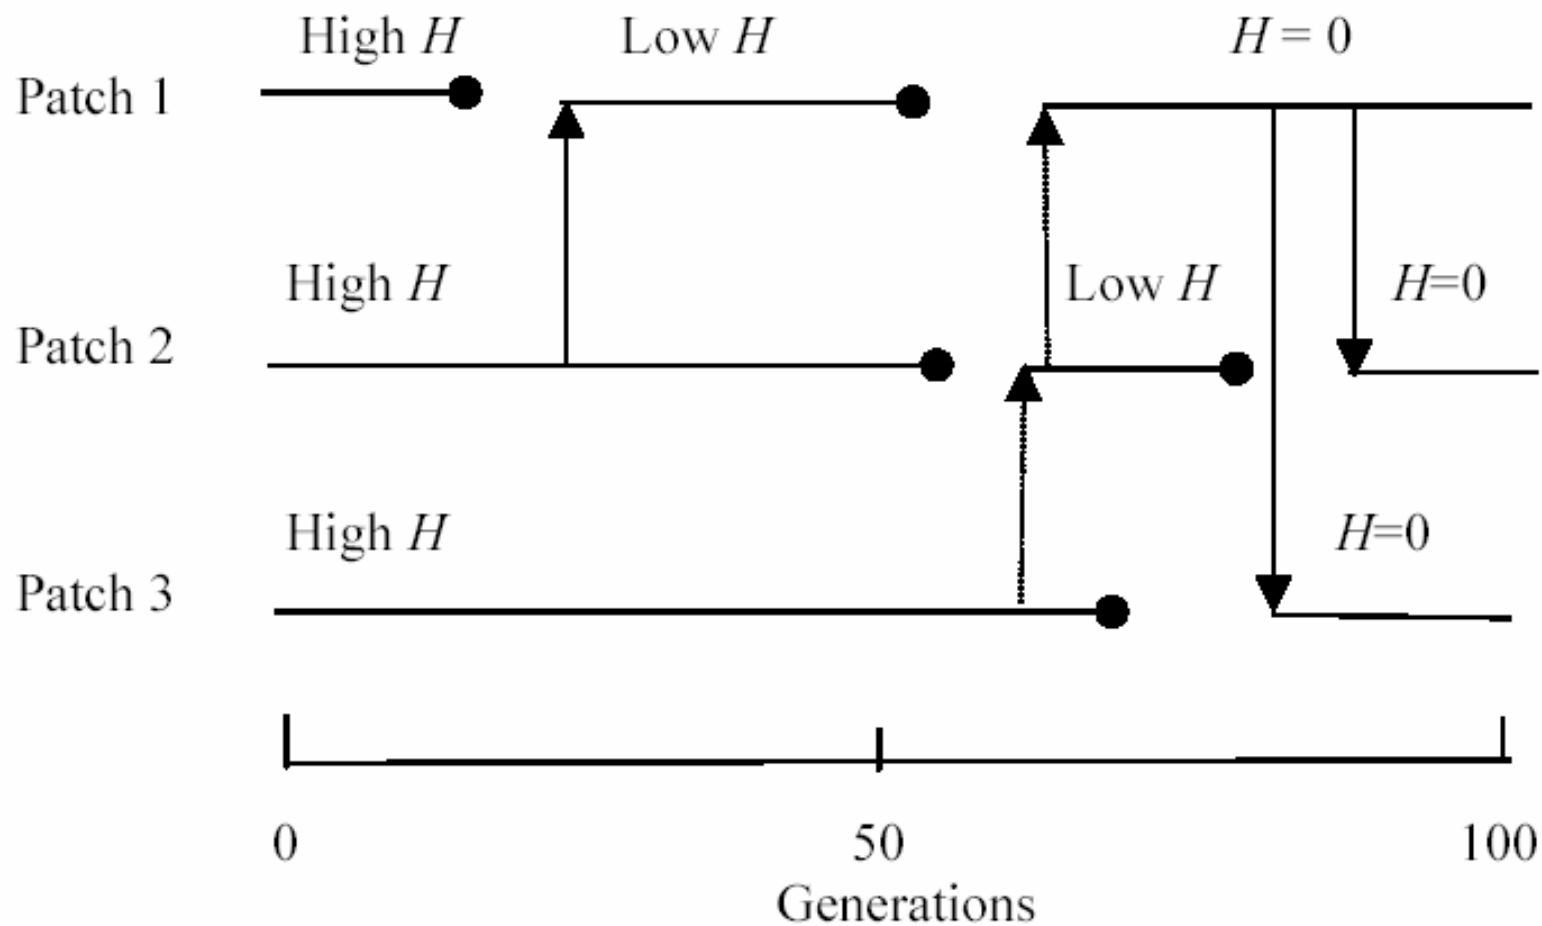 High H Low H H = 0
Patch 1
High H Low H H=0
Patch 2
High H H=0
Patch 3
0 50 100
Generations